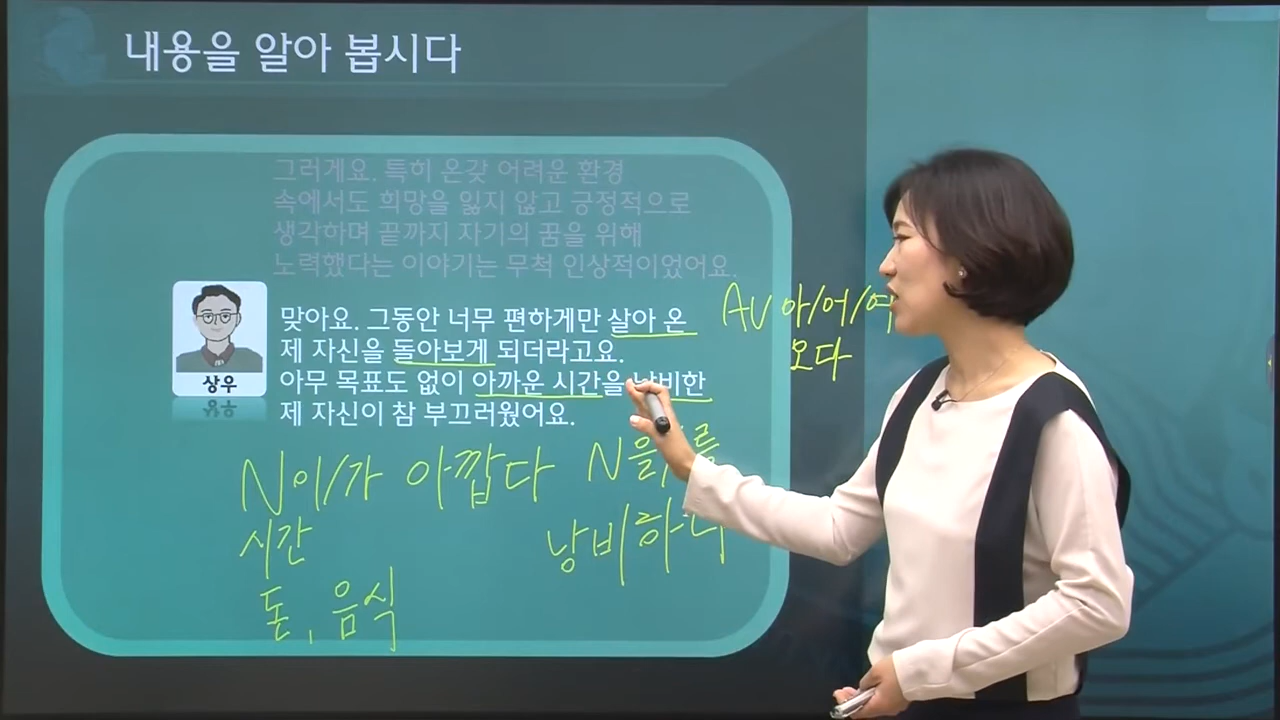 내용을 알아 봅시다
그러게요. 특히 온갖 어려운 환경
속에서도 희망을 잃지 않고 긍정적으로
생각하며 끝까지 자기의 꿈을 위해
노력했다는 이야기는 무척 인상적이었어요.
맞아요. 그동안 너무 편하게만 살아 온
제 자신을 돌아보게 되더라고요.
아무 목표도 없이 아까운 시간을 낭비한
제 자신이 참 부끄러웠어요.
상우
AV 아/어/여
오다
N이/가 아깝다
시간
돈, 음식
N을/를
낭비하다